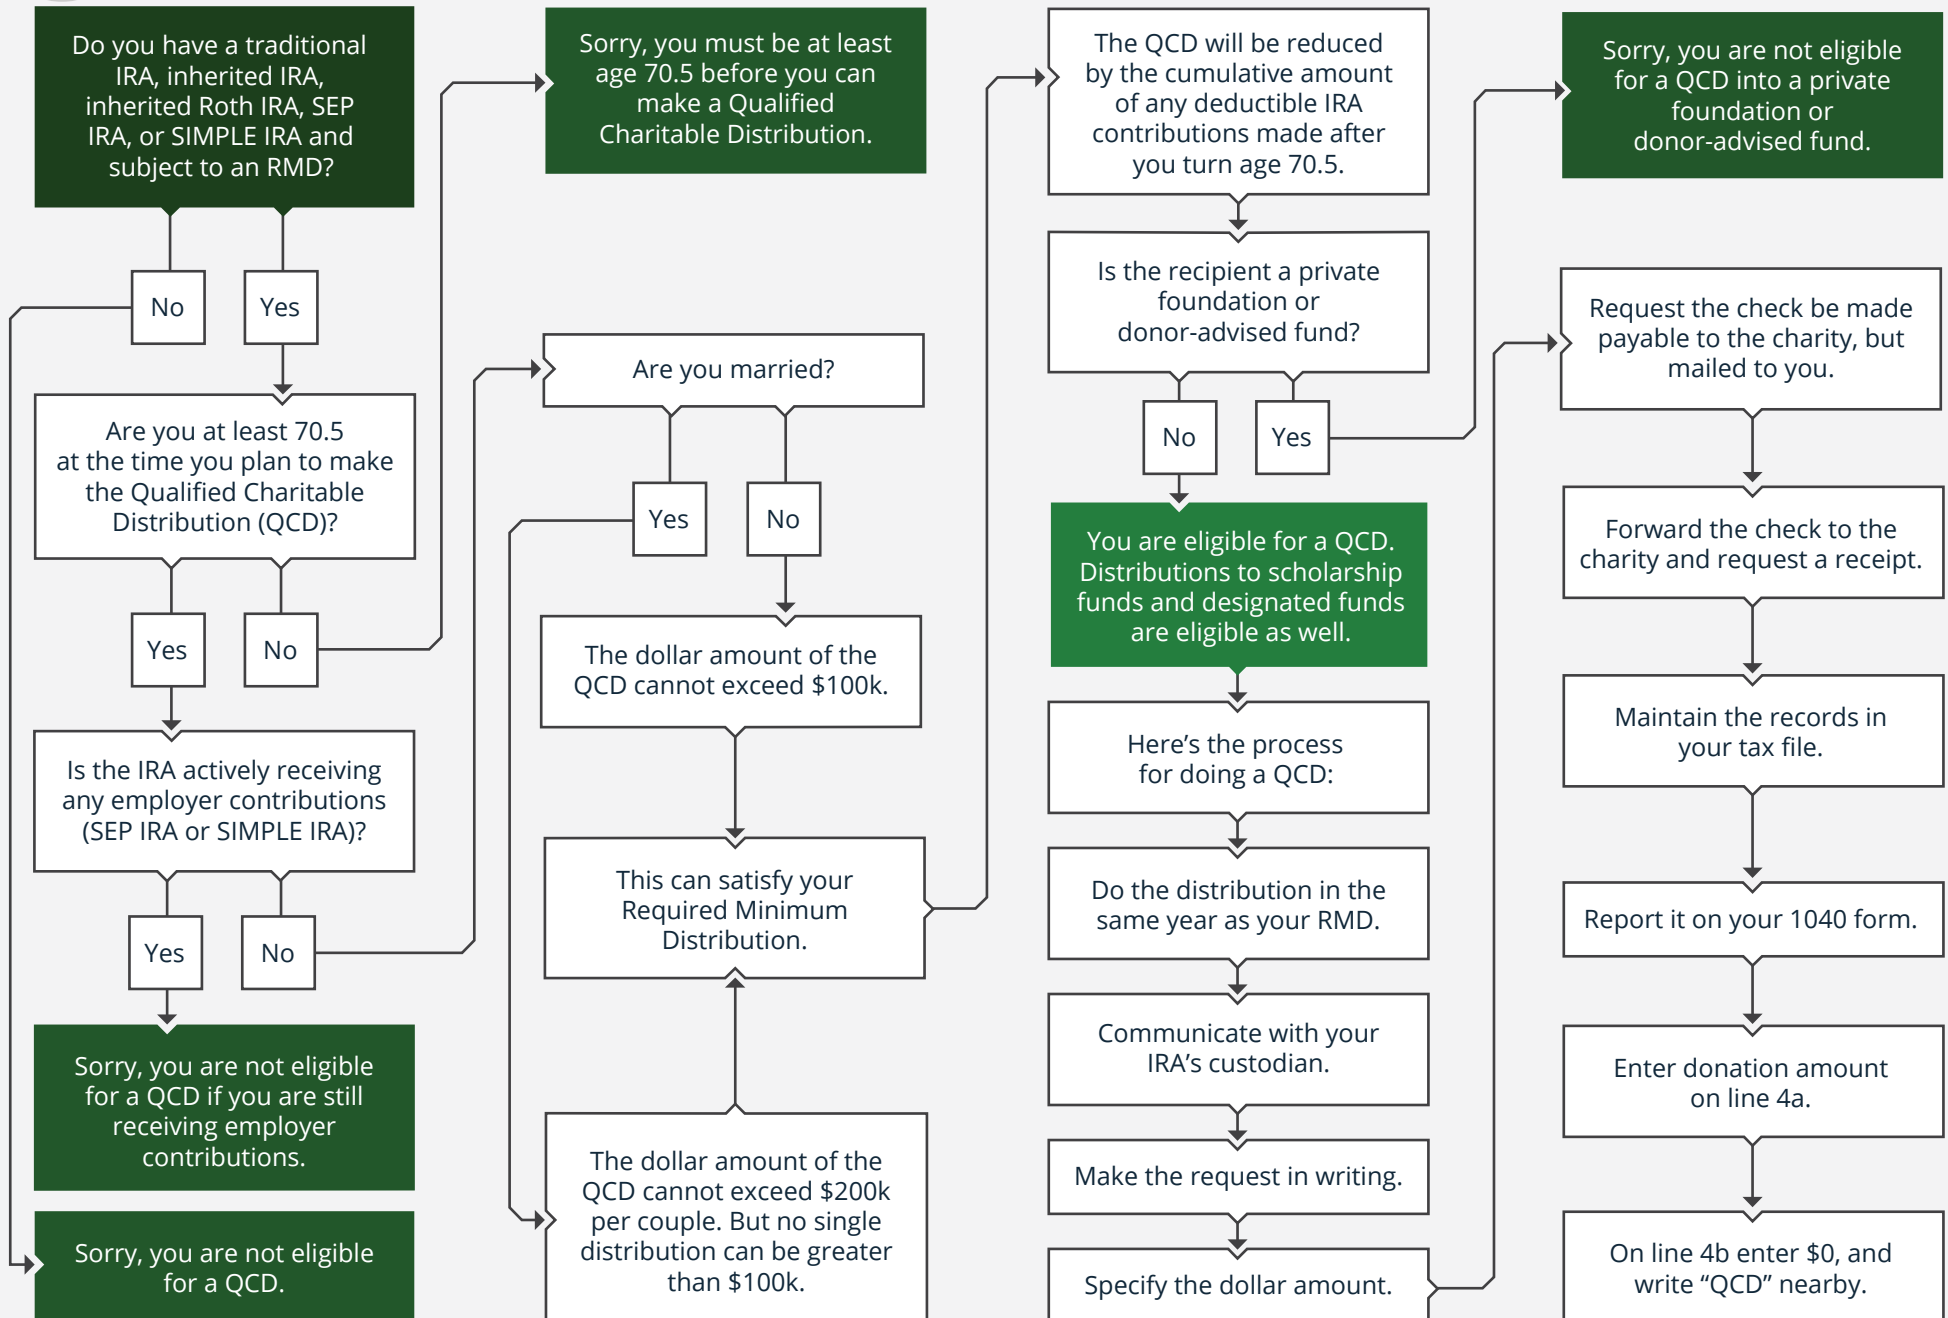 Do you have a traditional
IRA, inherited IRA,
inherited Roth IRA, SEP
IRA, or SIMPLE IRA and
subject to an RMD?
No
Yes
Are you at least 70.5
at the time you plan to make
the Qualified Charitable
Distribution (QCD)?
Yes
No
Is the IRA actively receiving
any employer contributions
(SEP IRA or SIMPLE IRA)?
Yes
No
Sorry, you are not eligible
for a QCD if you are still
receiving employer
contributions.
Sorry, you are not eligible
for a QCD.
Sorry, you must be at least
age 70.5 before you can
make a Qualified
Charitable Distribution.
Are you married?
Yes
No
The dollar amount of the
QCD cannot exceed $100k.
This can satisfy your
Required Minimum
Distribution.
The dollar amount of the
QCD cannot exceed $200k
per couple. But no single
distribution can be greater
than $100k.
The QCD will be reduced
by the cumulative amount
of any deductible IRA
contributions made after
you turn age 70.5.
Is the recipient a private
foundation or
donor-advised fund?
No
Yes
You are eligible for a QCD.
Distributions to scholarship
funds and designated funds
are eligible as well.
Here’s the process
for doing a QCD:
Do the distribution in the
same year as your RMD.
Communicate with your
IRA’s custodian.
Make the request in writing.
Specify the dollar amount.
Sorry, you are not eligible
for a QCD into a private
foundation or
donor-advised fund.
Request the check be made
payable to the charity, but
mailed to you.
Forward the check to the
charity and request a receipt.
Maintain the records in
your tax file.
Report it on your 1040 form.
Enter donation amount
on line 4a.
On line 4b enter $0, and
write “QCD” nearby.